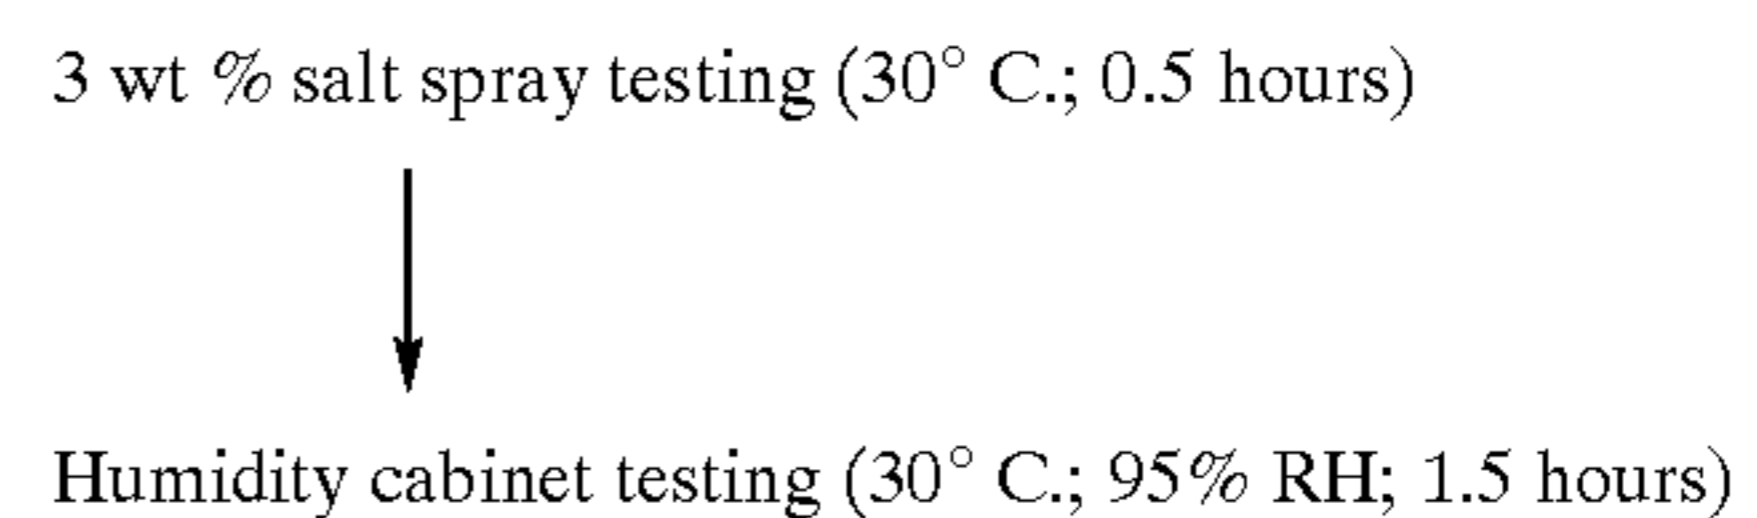 3 wt % salt spray testing (30° C.; 0.5 hours)
Humidity cabinet testing (30° C.; 95% RH; 1.5 hours)